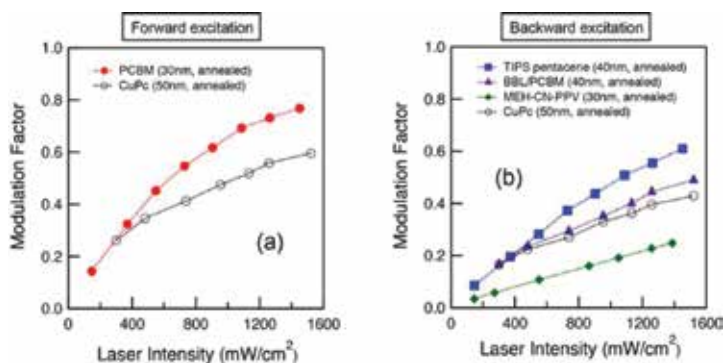 Forward excitation
1.0
0.8
0.6
0.4
0.2
0
Modulation Factor
PCBM (30nm, annealed)
CuPc (50nm, annealed)
(a)
0 400 800 1200 1600
Laser Intensity (mW/cm²)
Backward excitation
1.0
0.8
0.6
0.4
0.2
0.0
Modulation Factor
TIPS pentacene (40nm, annealed)
BBL/PCBM (40nm, annealed)
MEH-CN-PPV (30nm, annealed)
CuPc (50nm, annealed)
(b)
0 400 800 1200 1600
Laser Intensity (mW/cm²)